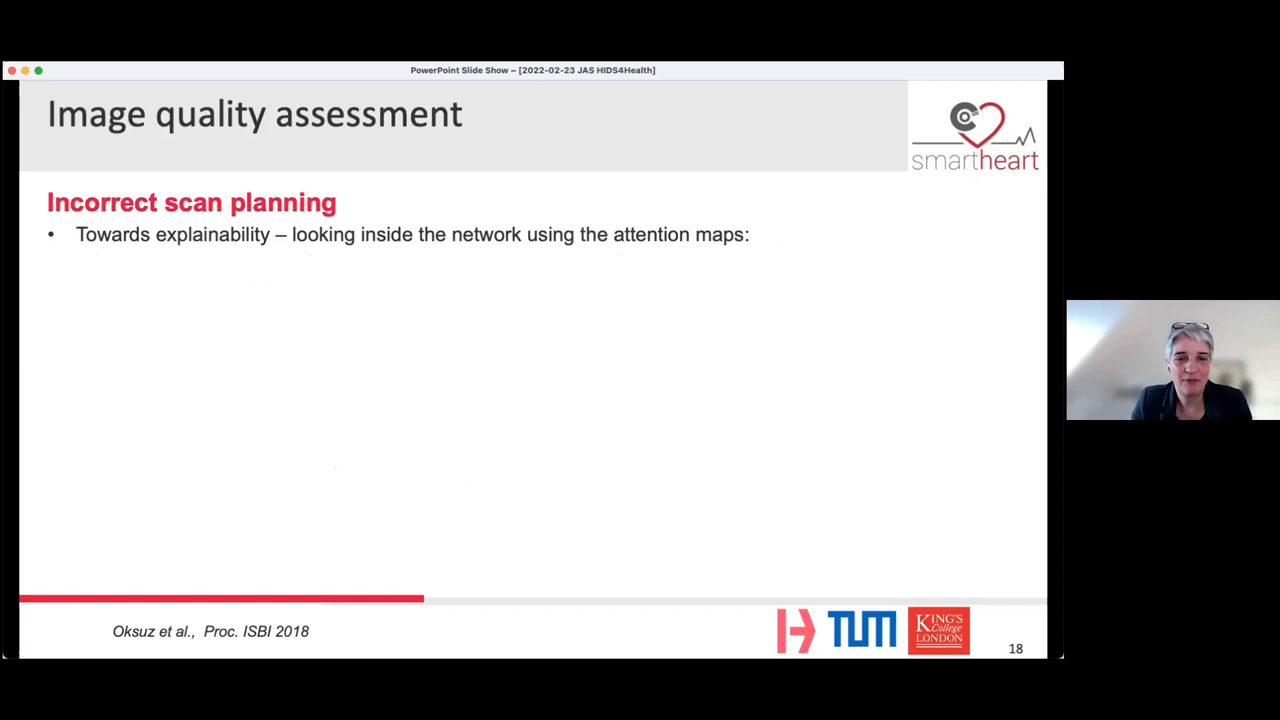 PowerPoint Slide Show – [2022-02-23 JAS HIDS4Health]
Image quality assessment
smartheart
Incorrect scan planning
• Towards explainability – looking inside the network using the attention maps:
Oksuz et al., Proc. ISBI 2018
TUM
KING'S
College
LONDON
18